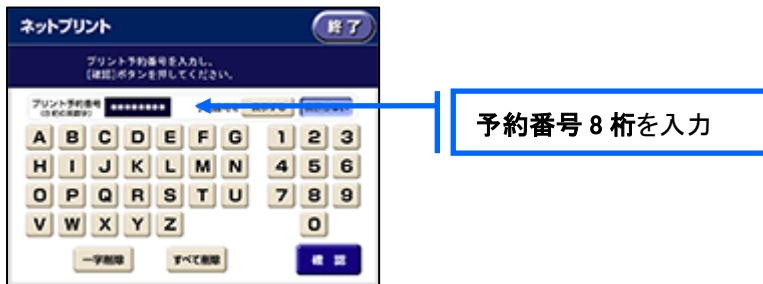 ネットプリント
終了
プリント予約番号を入力し、
[確認]ボタンを押してください。
プリント予約番号
********
A B C D E F G 1 2 3
H I J K L M N 4 5 6
O P Q R S T U 7 8 9
V W X Y Z 0
一字削除 すべて削除 確認
予約番号 8 桁を入力